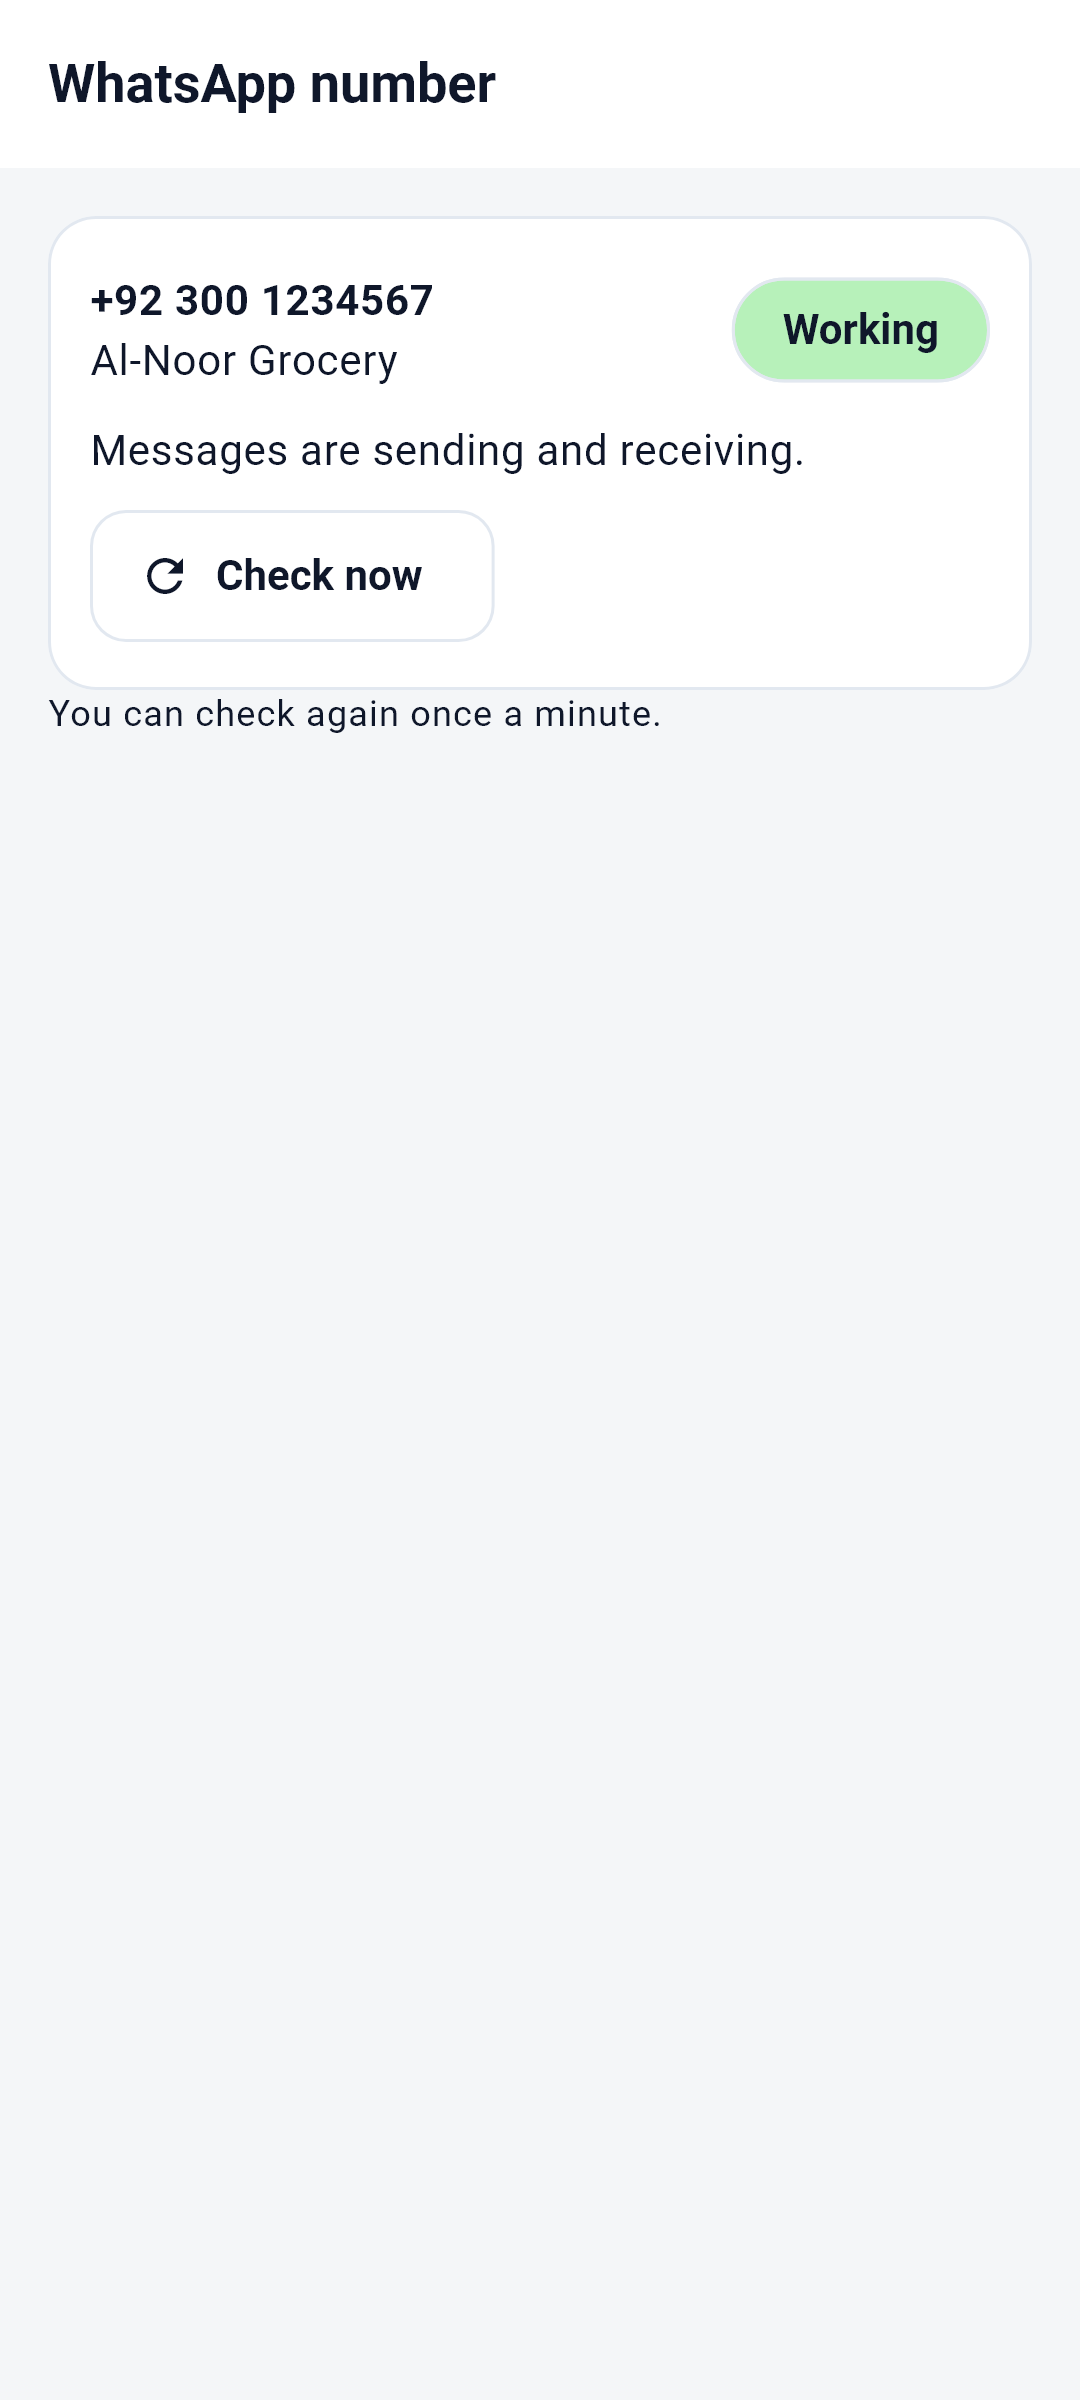 WhatsApp number
+92 300 1234567
Working
Al-Noor Grocery
Messages are sending and receiving.
Check now
You can check again once a minute.